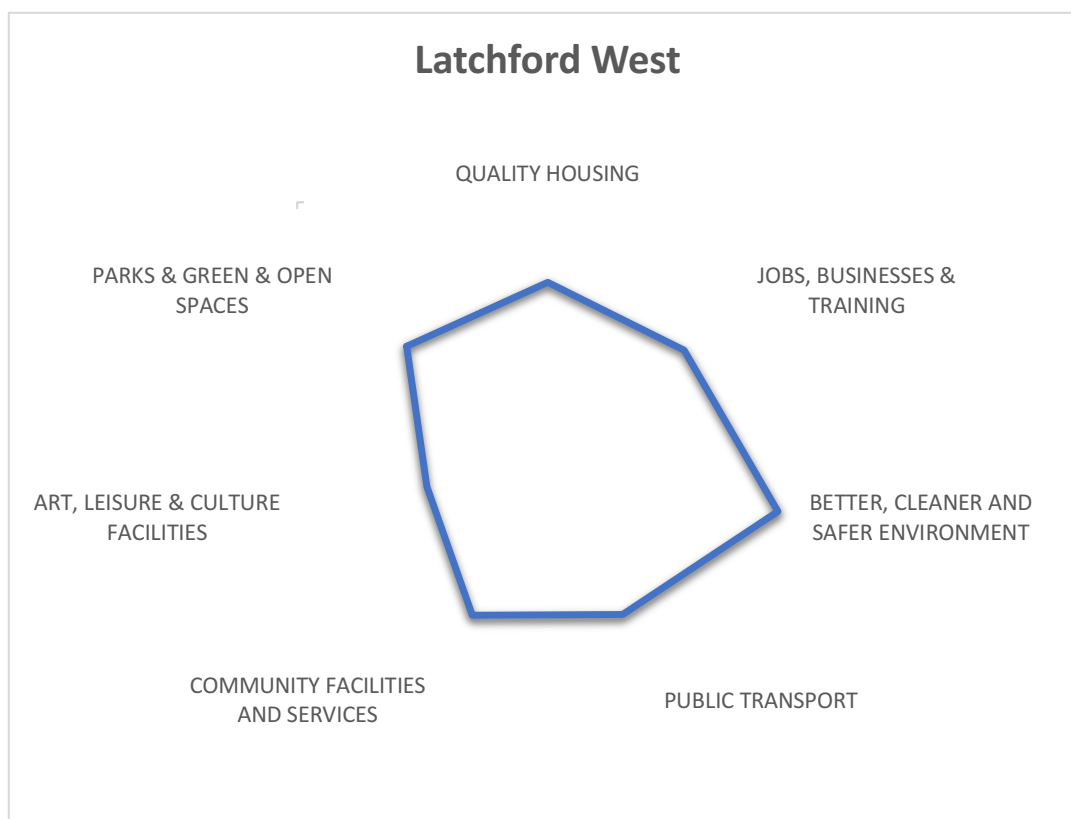 Latchford West
QUALITY HOUSING
JOBS, BUSINESSES &
TRAINING
BETTER, CLEANER AND
SAFER ENVIRONMENT
PUBLIC TRANSPORT
COMMUNITY FACILITIES
AND SERVICES
ART, LEISURE & CULTURE
FACILITIES
PARKS & GREEN & OPEN
SPACES